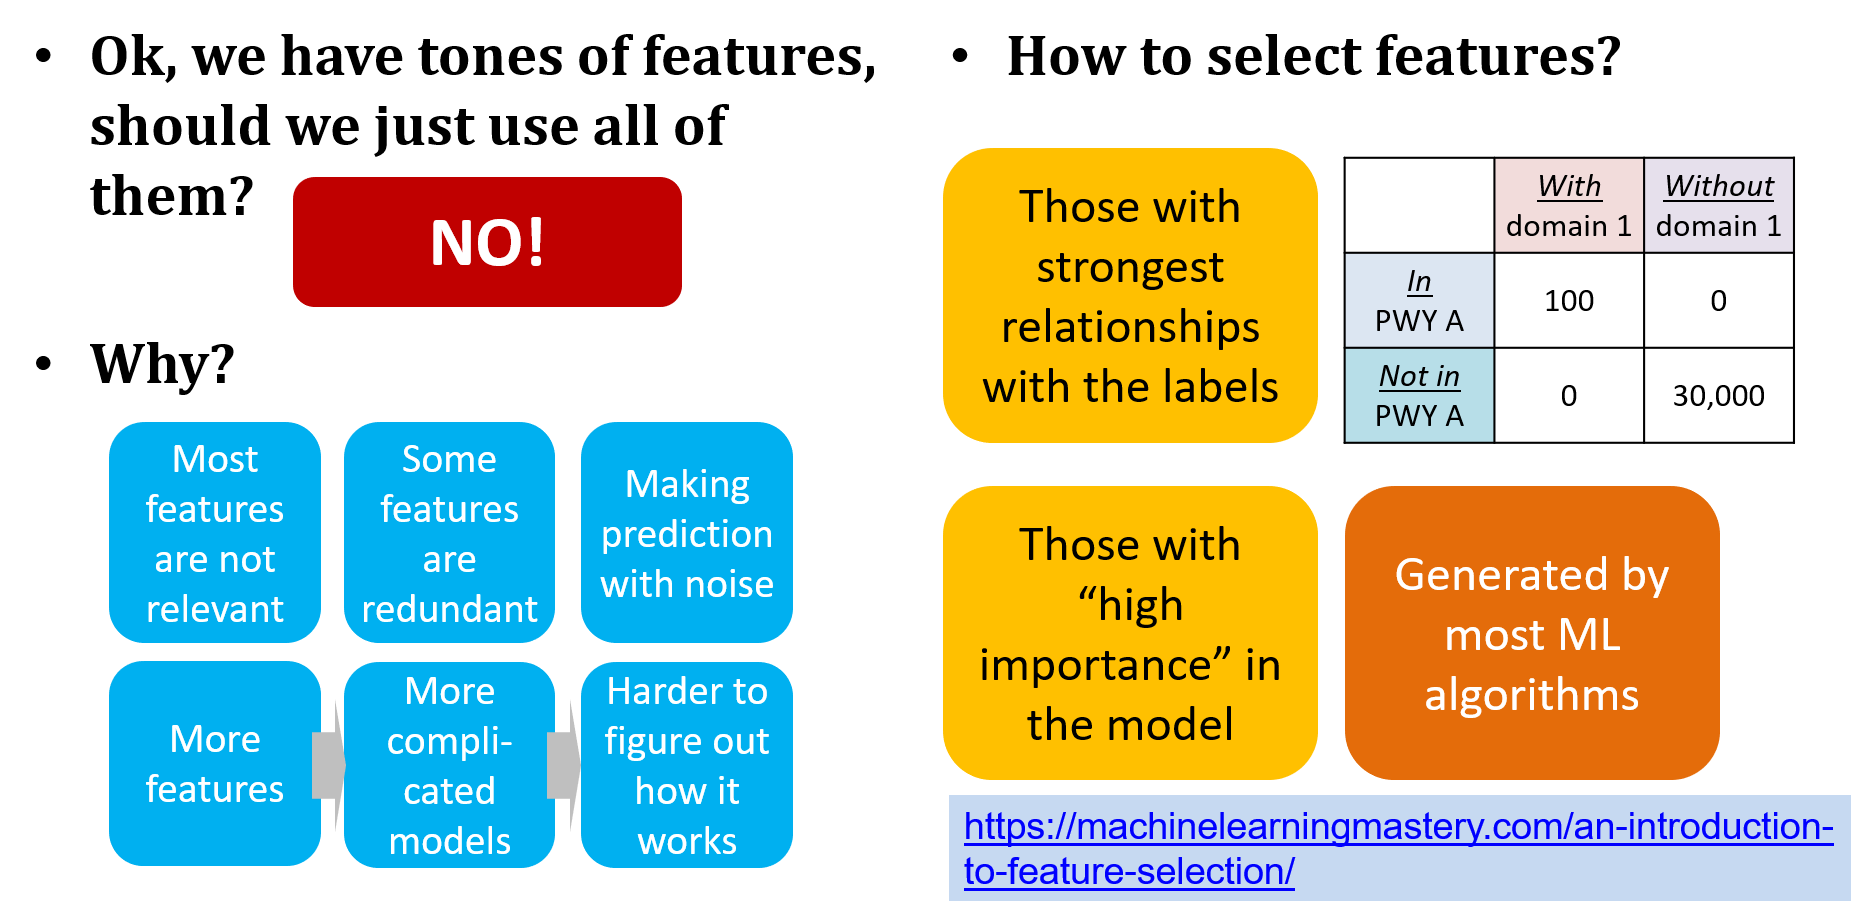 • Ok, we have tones of features,
should we just use all of
them?
NO!
• Why?
Most
features
are not
relevant
Some
features
are
redundant
Making
prediction
with noise
More
features
More
compli-
cated
models
Harder to
figure out
how it
works
• How to select features?
Those with
strongest
relationships
with the labels
With
domain 1
Without
domain 1
In
PWY A
100
0
Not in
PWY A
0
30,000
Those with
“high
importance” in
the model
Generated by
most ML
algorithms
https://machinelearningmastery.com/an-introduction-
to-feature-selection/